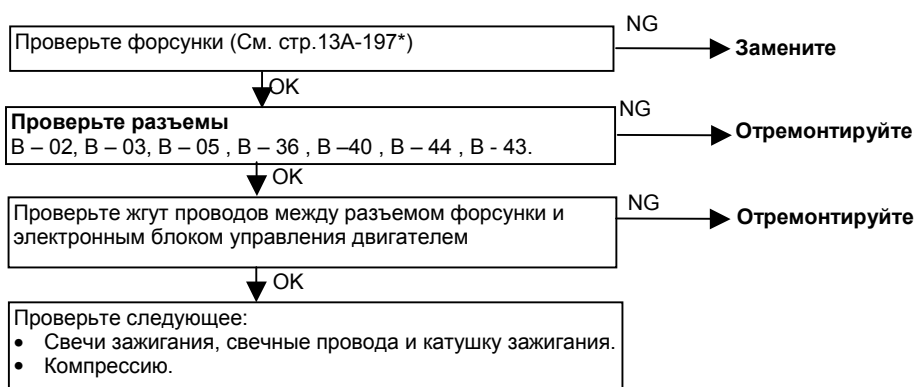 Проверьте форсунки (См. стр.13А-197*)
NG
Замените
OK
Проверьте разъемы
B – 02, B – 03, B – 05 , B – 36 , B –40 , B – 44 , B - 43.
NG
Отремонтируйте
OK
Проверьте жгут проводов между разъемом форсунки и
электронным блоком управления двигателем
NG
Отремонтируйте
OK
Проверьте следующее:
• Свечи зажигания, свечные провода и катушку зажигания.
• Компрессию.